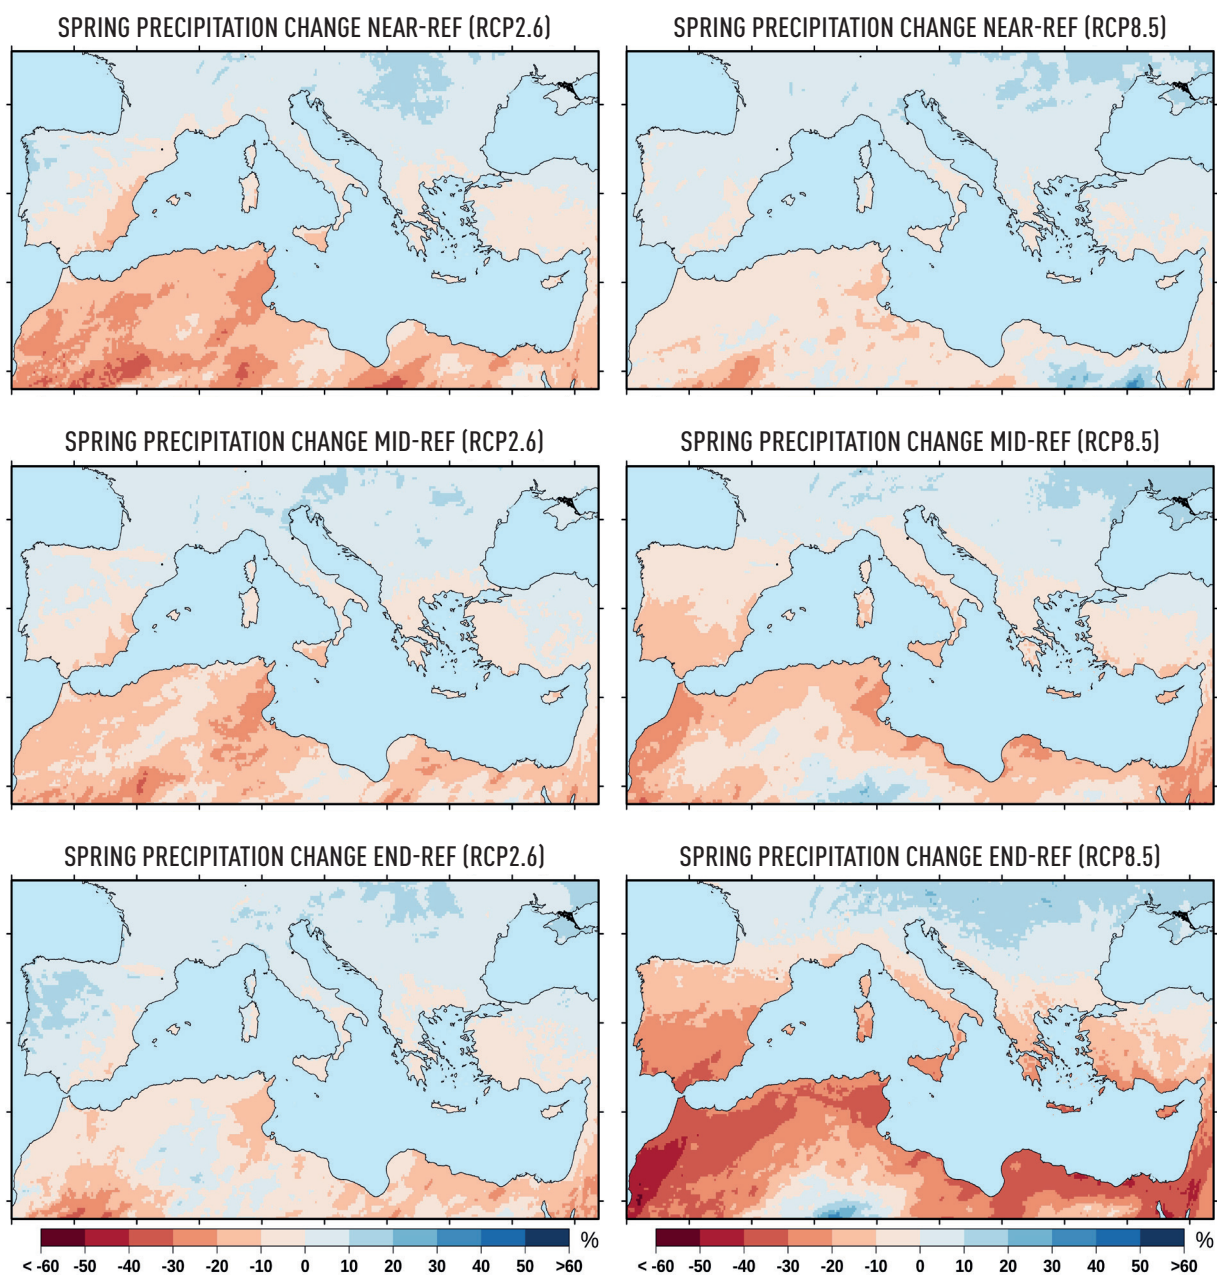 SPRING PRECIPITATION CHANGE NEAR-REF (RCP2.6)
SPRING PRECIPITATION CHANGE NEAR-REF (RCP8.5)
SPRING PRECIPITATION CHANGE MID-REF (RCP2.6)
SPRING PRECIPITATION CHANGE MID-REF (RCP8.5)
SPRING PRECIPITATION CHANGE END-REF (RCP2.6)
SPRING PRECIPITATION CHANGE END-REF (RCP8.5)
%
< -60 -50 -40 -30 -20 -10 0 10 20 30 40 50 >60
%
< -60 -50 -40 -30 -20 -10 0 10 20 30 40 50 >60